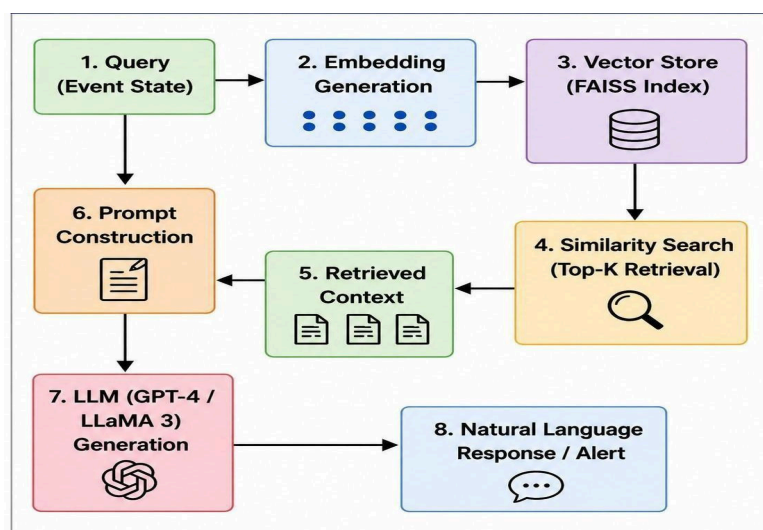 1. Query
(Event State)
2. Embedding
Generation
3. Vector Store
(FAISS Index)
4. Similarity Search
(Top-K Retrieval)
5. Retrieved
Context
6. Prompt
Construction
7. LLM (GPT-4 /
LLaMA 3)
Generation
8. Natural Language
Response / Alert